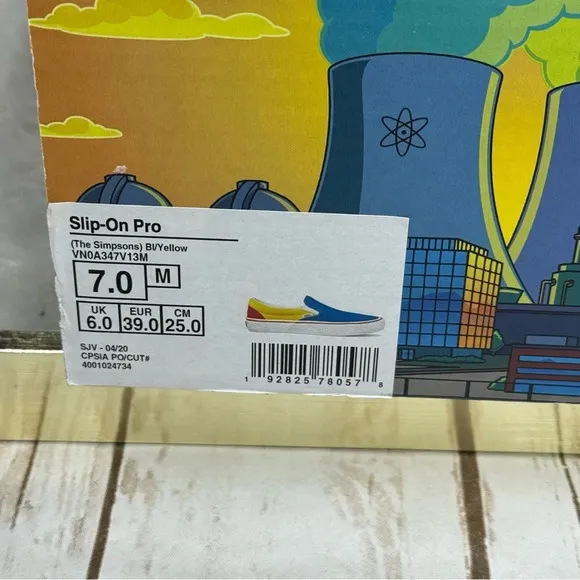 Slip-On Pro
(The Simpsons) Bl/Yellow
VN0A347V13M
7.0 M
UK EUR CM
6.0 39.0 25.0
SJV - 04/20
CPSIA PO/CUT#
4001024734
1 92825 78057 8